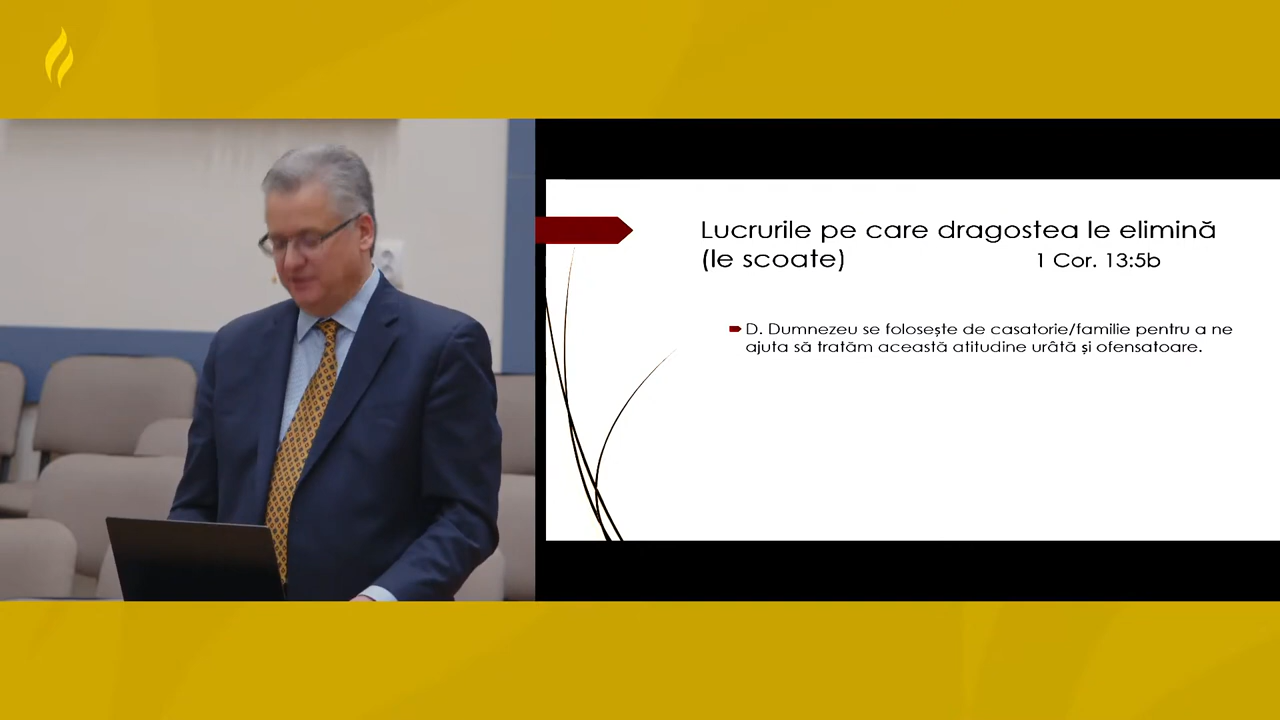 Lucrurile pe care dragostea le elimină
(le scoate) 1 Cor. 13:5b
D. Dumnezeu se folosește de casatorie/familie pentru a ne
ajuta să tratăm această atitudine urâtă și ofensatoare.